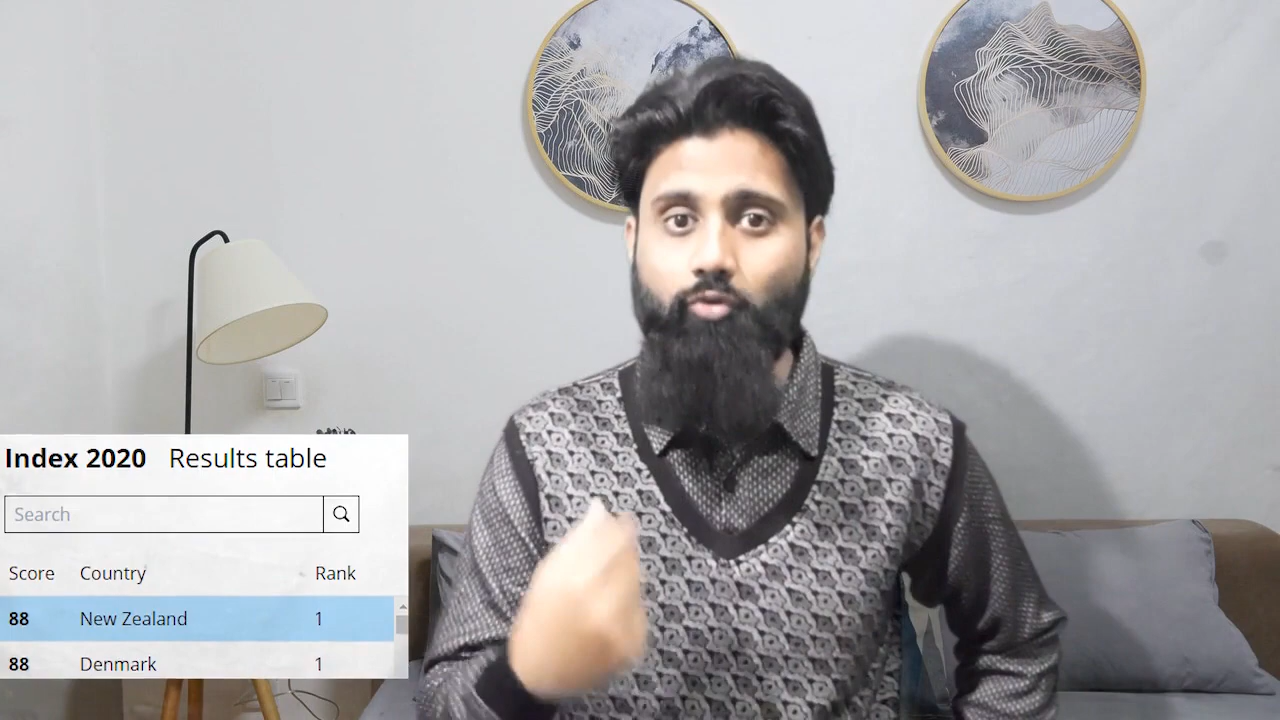 Index 2020 Results table
Search
Score Country Rank
88 New Zealand 1
88 Denmark 1